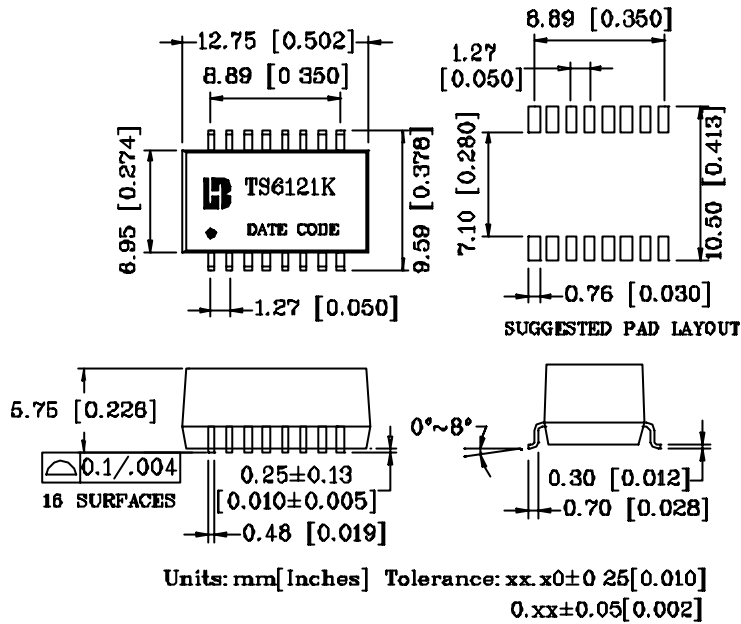 12.75 [0.502]
8.89 [0 350]
8.89 [0.350]
1.27
[0.050]
6.95 [0.274]
TS6121K
DATE CODE
9.59 [0.378]
7.10 [0.280]
10.50 [0.413]
1.27 [0.050]
0.76 [0.030]
SUGGESTED PAD LAYOUT
5.75 [0.226]
0.1/.004
16 SURFACES
0.25±0.13
[0.010±0.005]
0.48 [0.019]
0°~8°
0.30 [0.012]
0.70 [0.028]
Units: mm[Inches] Tolerance: xx.x0±0 25[0.010]
0.xx±0.05[0.002]